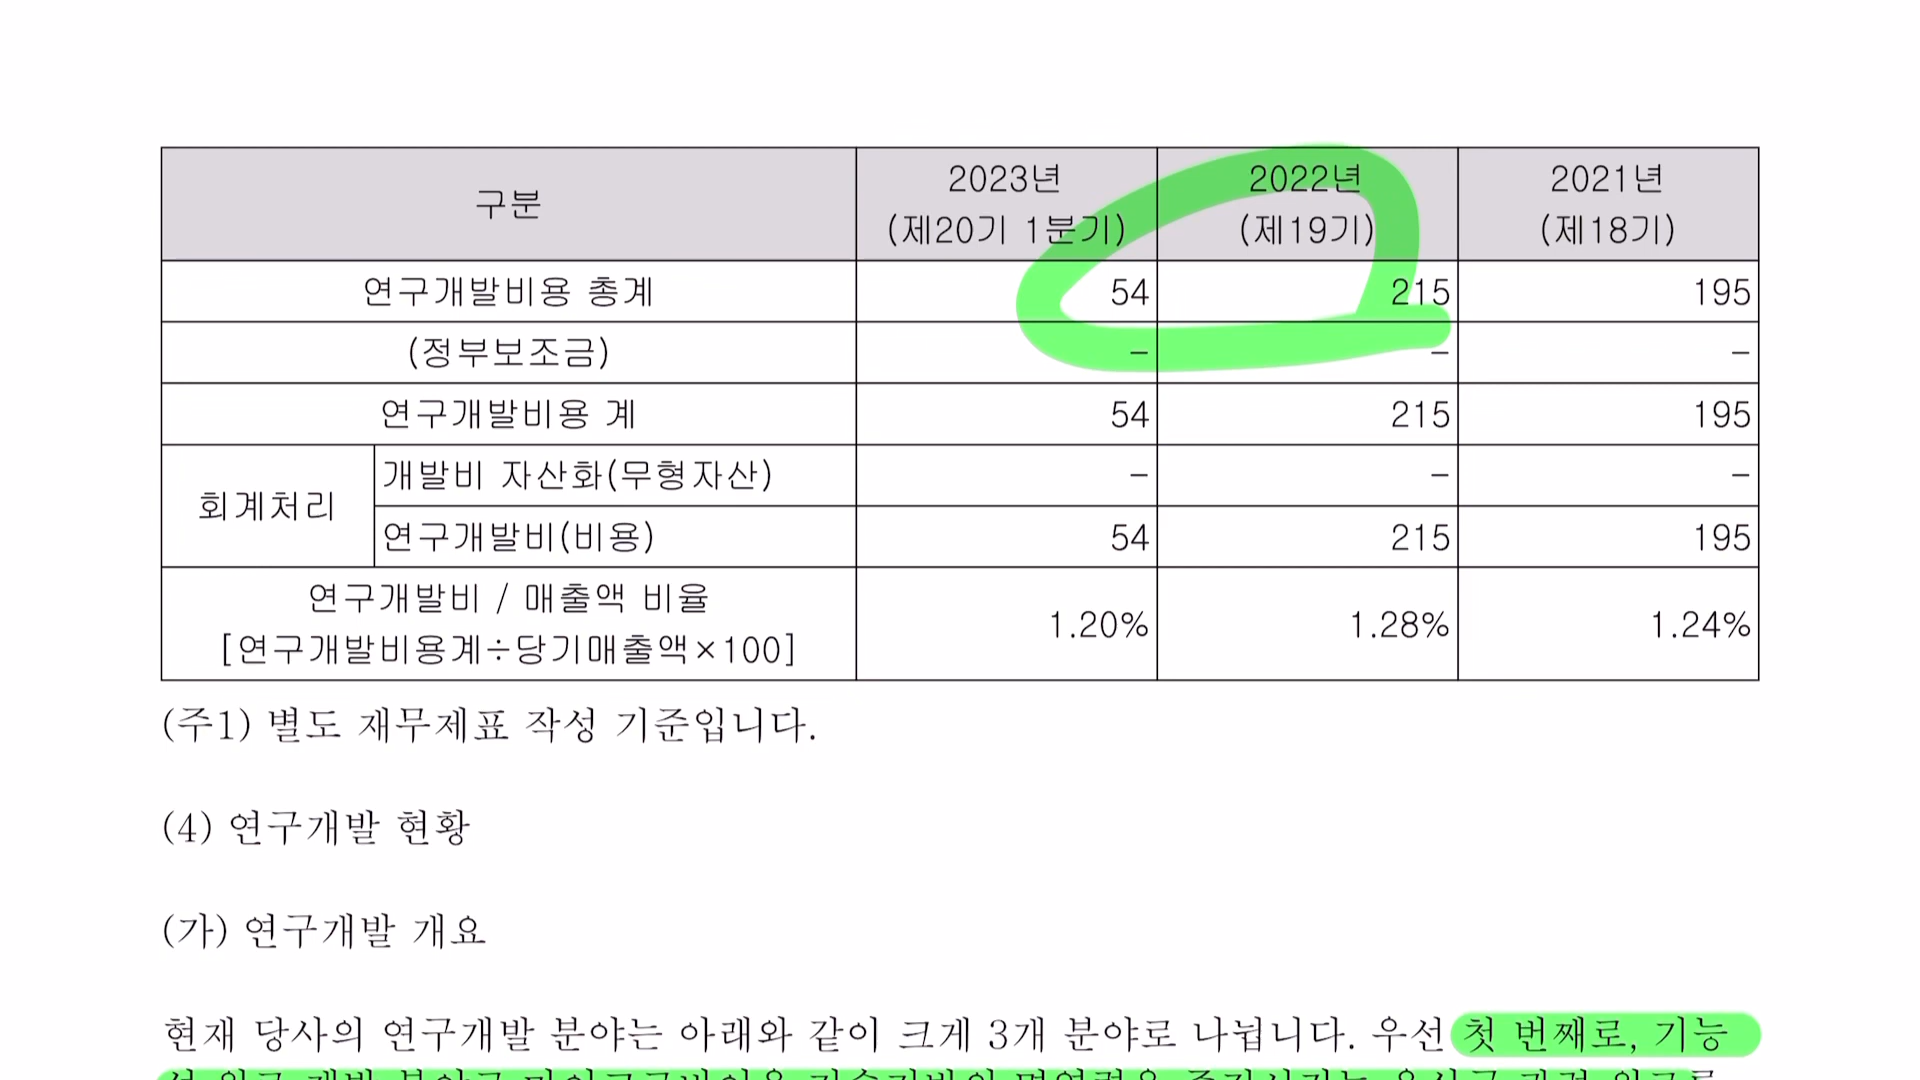 구분 2023년 (제20기 1분기) 2022년 (제19기) 2021년 (제18기)
연구개발비용 총계 54 215 195
(정부보조금) – – –
연구개발비용 계 54 215 195
회계처리 개발비 자산화(무형자산) – – –
연구개발비(비용) 54 215 195
연구개발비 / 매출액 비율 [연구개발비용계÷당기매출액×100] 1.20% 1.28% 1.24%
(주1) 별도 재무제표 작성 기준입니다.
(4) 연구개발 현황
(가) 연구개발 개요
현재 당사의 연구개발 분야는 아래와 같이 크게 3개 분야로 나뉩니다. 우선 첫 번째로, 기능